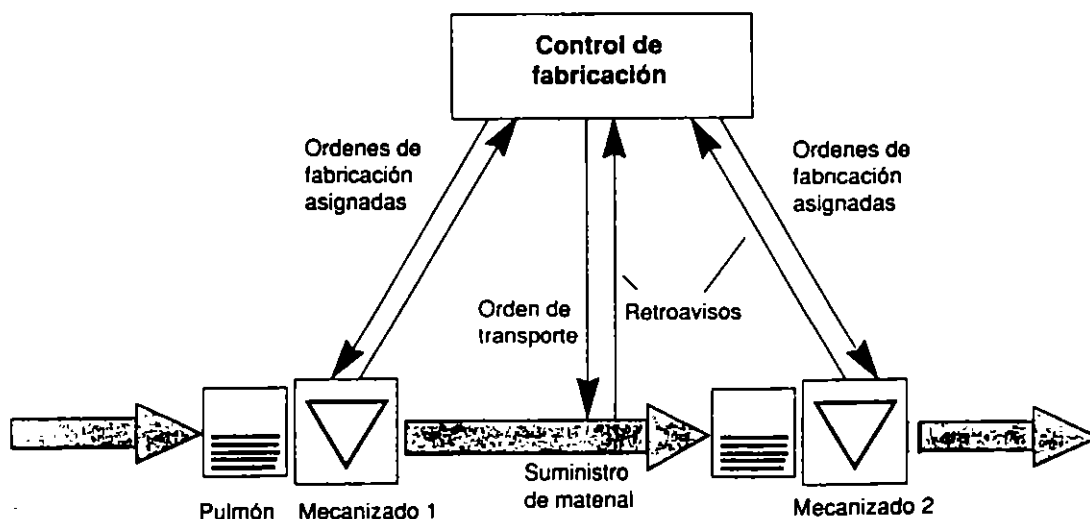 Control de
fabricación
Ordenes de
fabricación
asignadas
Ordenes de
fabricación
asignadas
Orden de
transporte
Retroavisos
Suministro
de material
Pulmón
Mecanizado 1
Mecanizado 2